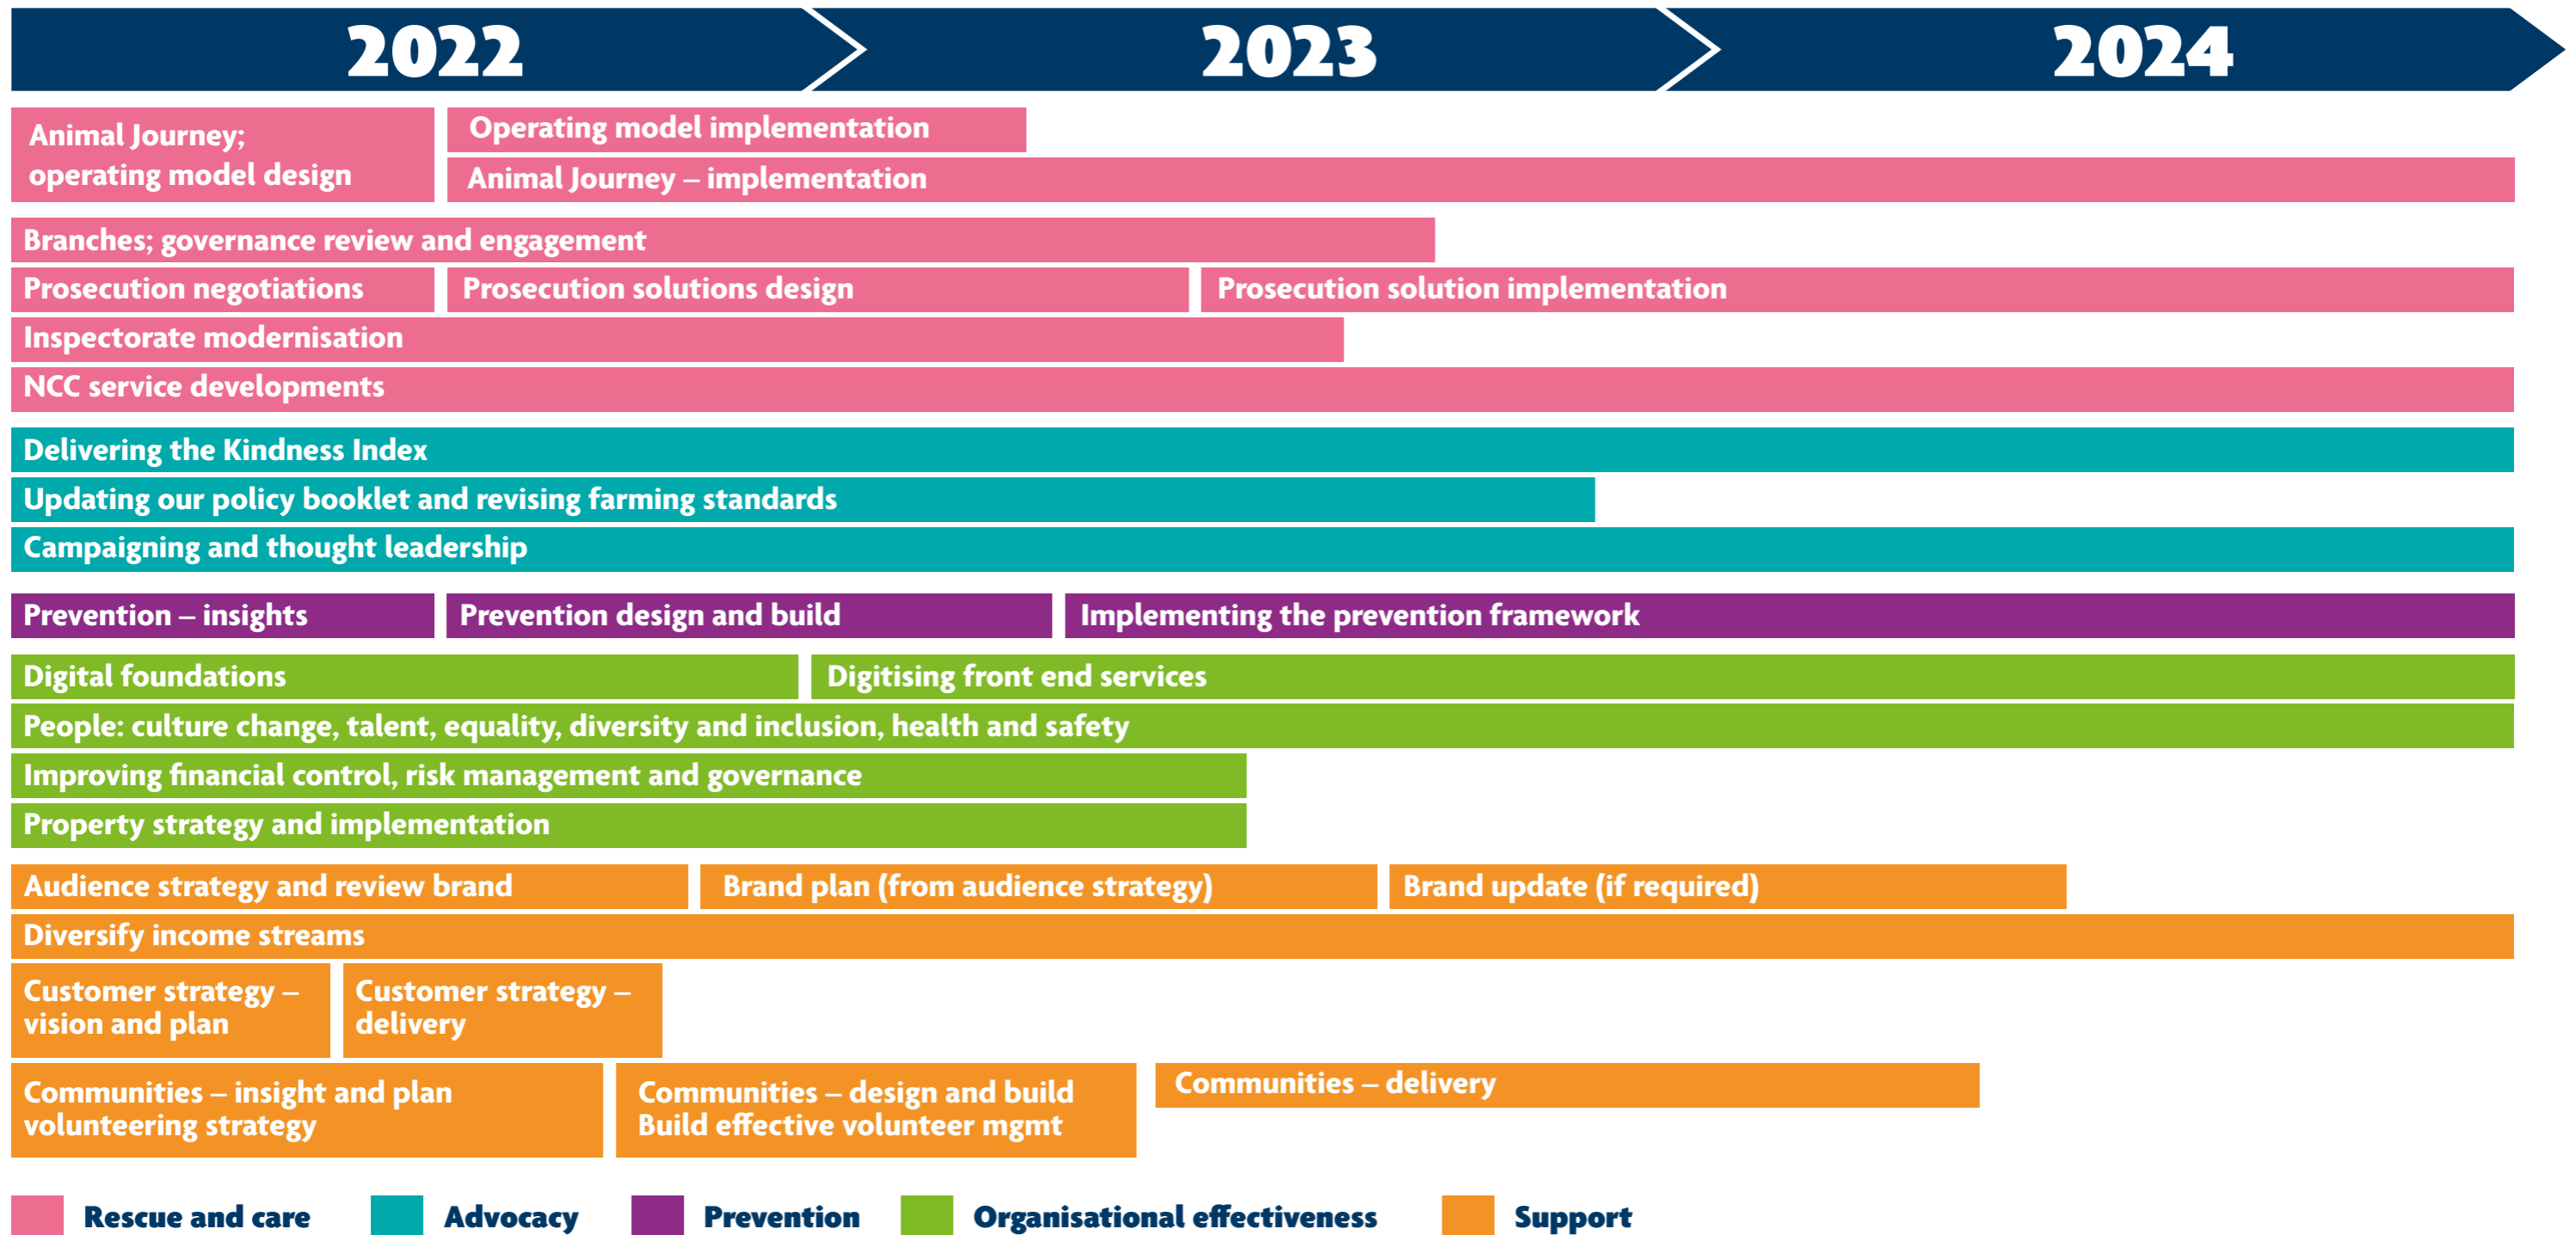 2022
2023
2024
Animal Journey;
operating model design
Operating model implementation
Animal Journey – implementation
Branches; governance review and engagement
Prosecution negotiations
Prosecution solutions design
Prosecution solution implementation
Inspectorate modernisation
NCC service developments
Delivering the Kindness Index
Updating our policy booklet and revising farming standards
Campaigning and thought leadership
Prevention – insights
Prevention design and build
Implementing the prevention framework
Digital foundations
Digitising front end services
People: culture change, talent, equality, diversity and inclusion, health and safety
Improving financial control, risk management and governance
Property strategy and implementation
Audience strategy and review brand
Brand plan (from audience strategy)
Brand update (if required)
Diversify income streams
Customer strategy –
vision and plan
Customer strategy –
delivery
Communities – insight and plan
volunteering strategy
Communities – design and build
Build effective volunteer mgmt
Communities – delivery
Rescue and care
Advocacy
Prevention
Organisational effectiveness
Support